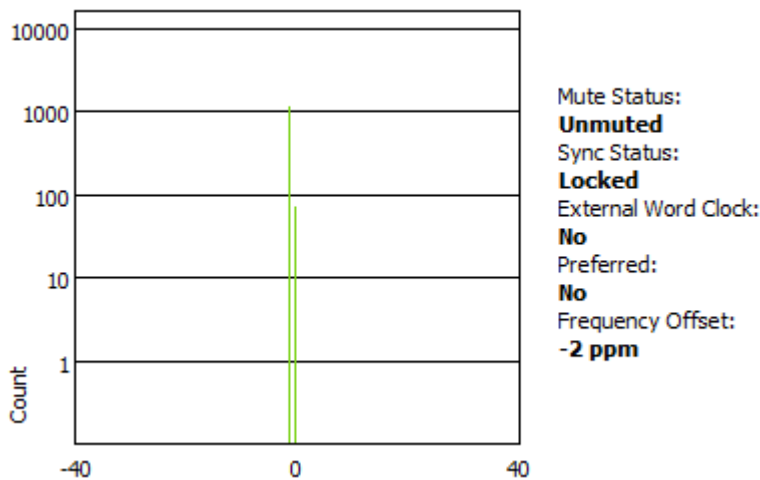 10000
1000
100
10
1
Count
-40
0
40
Mute Status:
Unmuted
Sync Status:
Locked
External Word Clock:
No
Preferred:
No
Frequency Offset:
-2 ppm